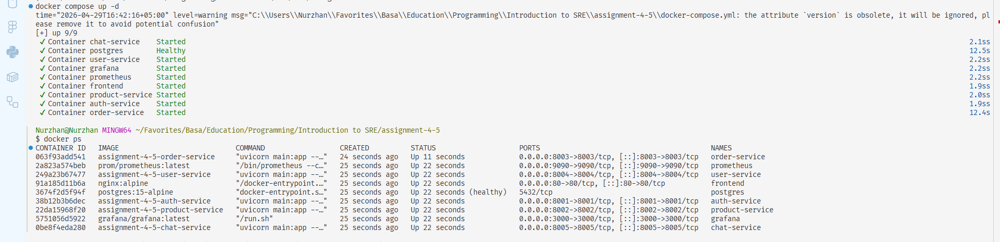 docker compose up -d
time="2026-04-29T16:42:16+05:00" level=warning msg="C:\\Users\\Nurzhan\\Favorites\\Basa\\Education\\Programming\\Introduction to SRE\\assignment-4-5\\docker-compose.yml: the attribute `version` is obsolete, it will be ignored, pl
ease remove it to avoid potential confusion"
[+] up 9/9
✓ Container chat-service Started 2.1ss
✓ Container postgres Healthy 12.5s
✓ Container user-service Started 2.2ss
✓ Container grafana Started 2.2ss
✓ Container prometheus Started 2.2ss
✓ Container frontend Started 1.9ss
✓ Container product-service Started 2.0ss
✓ Container auth-service Started 1.9ss
✓ Container order-service Started 12.4s
Nurzhan@Nurzhan MINGW64 ~/Favorites/Basa/Education/Programming/Introduction to SRE/assignment-4-5
$ docker ps
CONTAINER ID IMAGE COMMAND CREATED STATUS PORTS NAMES
063f93add541 assignment-4-5-order-service "uvicorn main:app --…" 24 seconds ago Up 11 seconds 0.0.0.0:8003->8003/tcp, [::]:8003->8003/tcp order-service
2a823a574beb prom/prometheus:latest "/bin/prometheus --c…" 25 seconds ago Up 22 seconds 0.0.0.0:9090->9090/tcp, [::]:9090->9090/tcp prometheus
249a23b67477 assignment-4-5-user-service "uvicorn main:app --…" 25 seconds ago Up 22 seconds 0.0.0.0:8004->8004/tcp, [::]:8004->8004/tcp user-service
91a185d11b6a nginx:alpine "/docker-entrypoint.…" 25 seconds ago Up 22 seconds 0.0.0.0:80->80/tcp, [::]:80->80/tcp frontend
3674f2d5f94f postgres:15-alpine "docker-entrypoint.s…" 25 seconds ago Up 22 seconds (healthy) 5432/tcp postgres
38b12b3b6dec assignment-4-5-auth-service "uvicorn main:app --…" 25 seconds ago Up 22 seconds 0.0.0.0:8001->8001/tcp, [::]:8001->8001/tcp auth-service
22da15968f20 assignment-4-5-product-service "uvicorn main:app --…" 25 seconds ago Up 22 seconds 0.0.0.0:8002->8002/tcp, [::]:8002->8002/tcp product-service
5751056d5922 grafana/grafana:latest "/run.sh" 25 seconds ago Up 22 seconds 0.0.0.0:3000->3000/tcp, [::]:3000->3000/tcp grafana
0be8f4eda280 assignment-4-5-chat-service "uvicorn main:app --…" 25 seconds ago Up 22 seconds 0.0.0.0:8005->8005/tcp, [::]:8005->8005/tcp chat-service